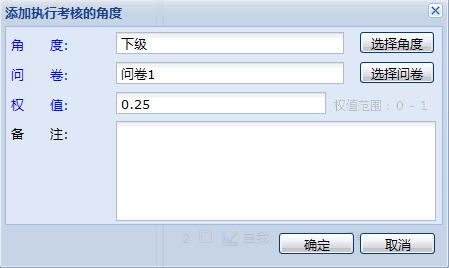 添加执行考核的角度
角 度: 下级 选择角度
问 卷: 问卷1 选择问卷
权 值: 0.25 权值范围：0 - 1
备 注:
2 自我
确定 取消